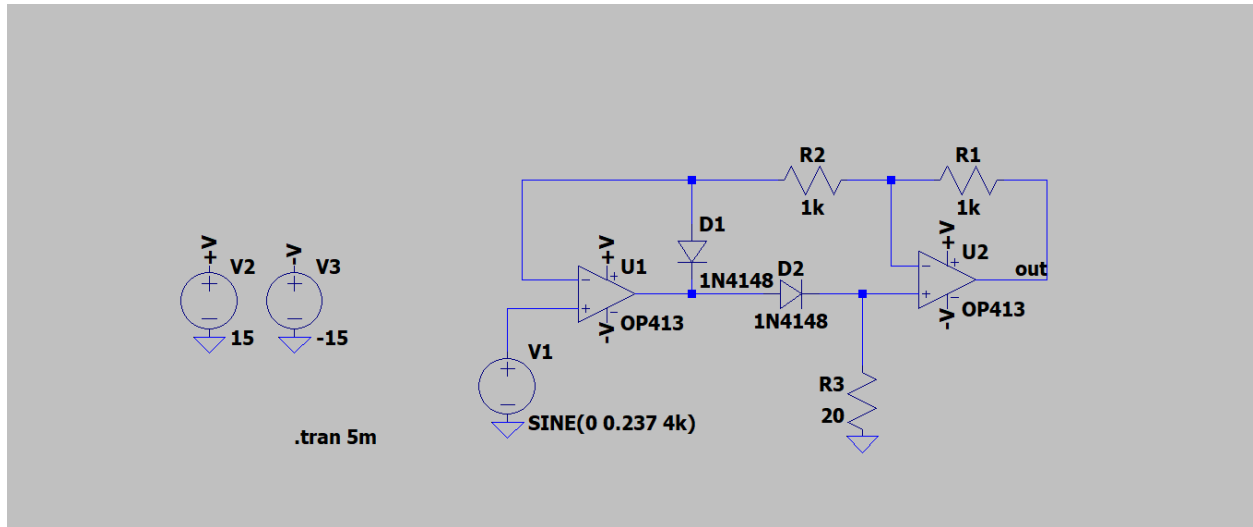 R2
R1
1k
1k
D1
+V
+V
-V
V2
V3
+V
U1
D2
U2
1N4148
out
-V
OP413
1N4148
-V
OP413
15
-15
V1
R3
20
SINE(0 0.237 4k)
.tran 5m